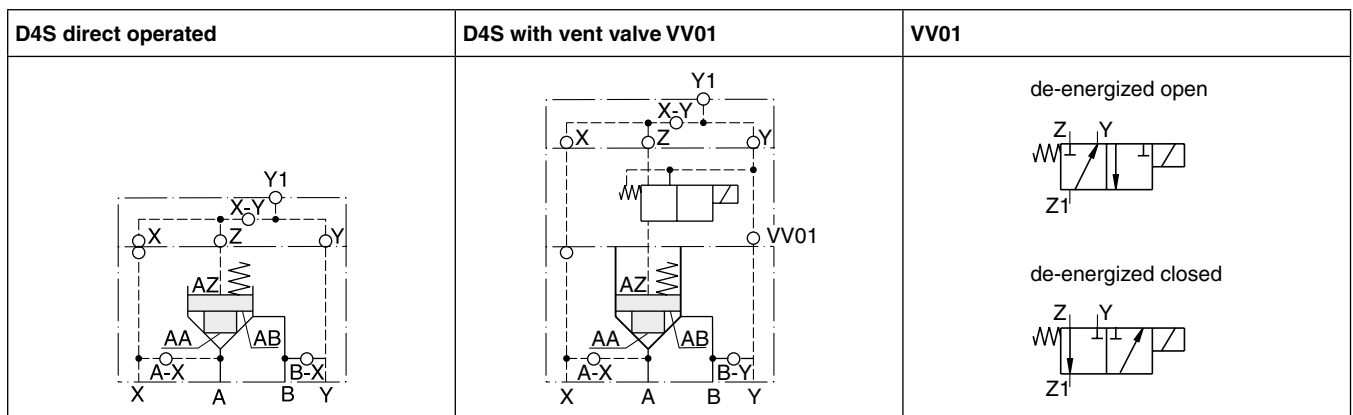 D4S direct operated
D4S with vent valve VV01
VV01
Y1
X-Y
X
Z
Y
AZ
AA
AB
A-X
B-X
X
A
B
Y
Y1
X-Y
X
Z
Y
VV01
AZ
AA
AB
A-X
B-Y
X
A
B
Y
de-energized open
Z
Y
Z1
de-energized closed
Z
Y
Z1